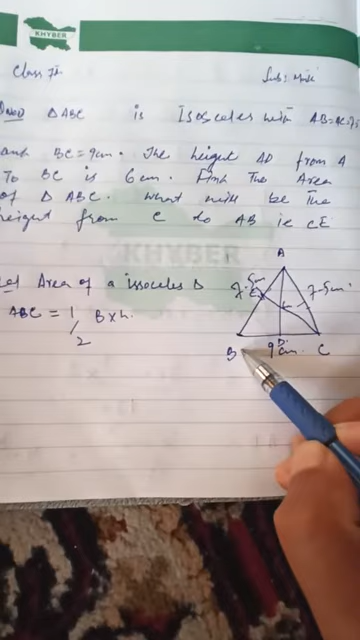 KHYBER
Class 7th
Sub: Math
Δ ABC is Isosceles with AB=AC=7.5
and BC=9cm. The height AD from A
To BC is 6cm. Find The Area
of Δ ABC. What will be The
height from C to AB ie CE
KHYBER
Area of a issoceles Δ
ABC = 1/2 B x h.
A
7.5cm
E
7.5cm
B
D
9cm.
C